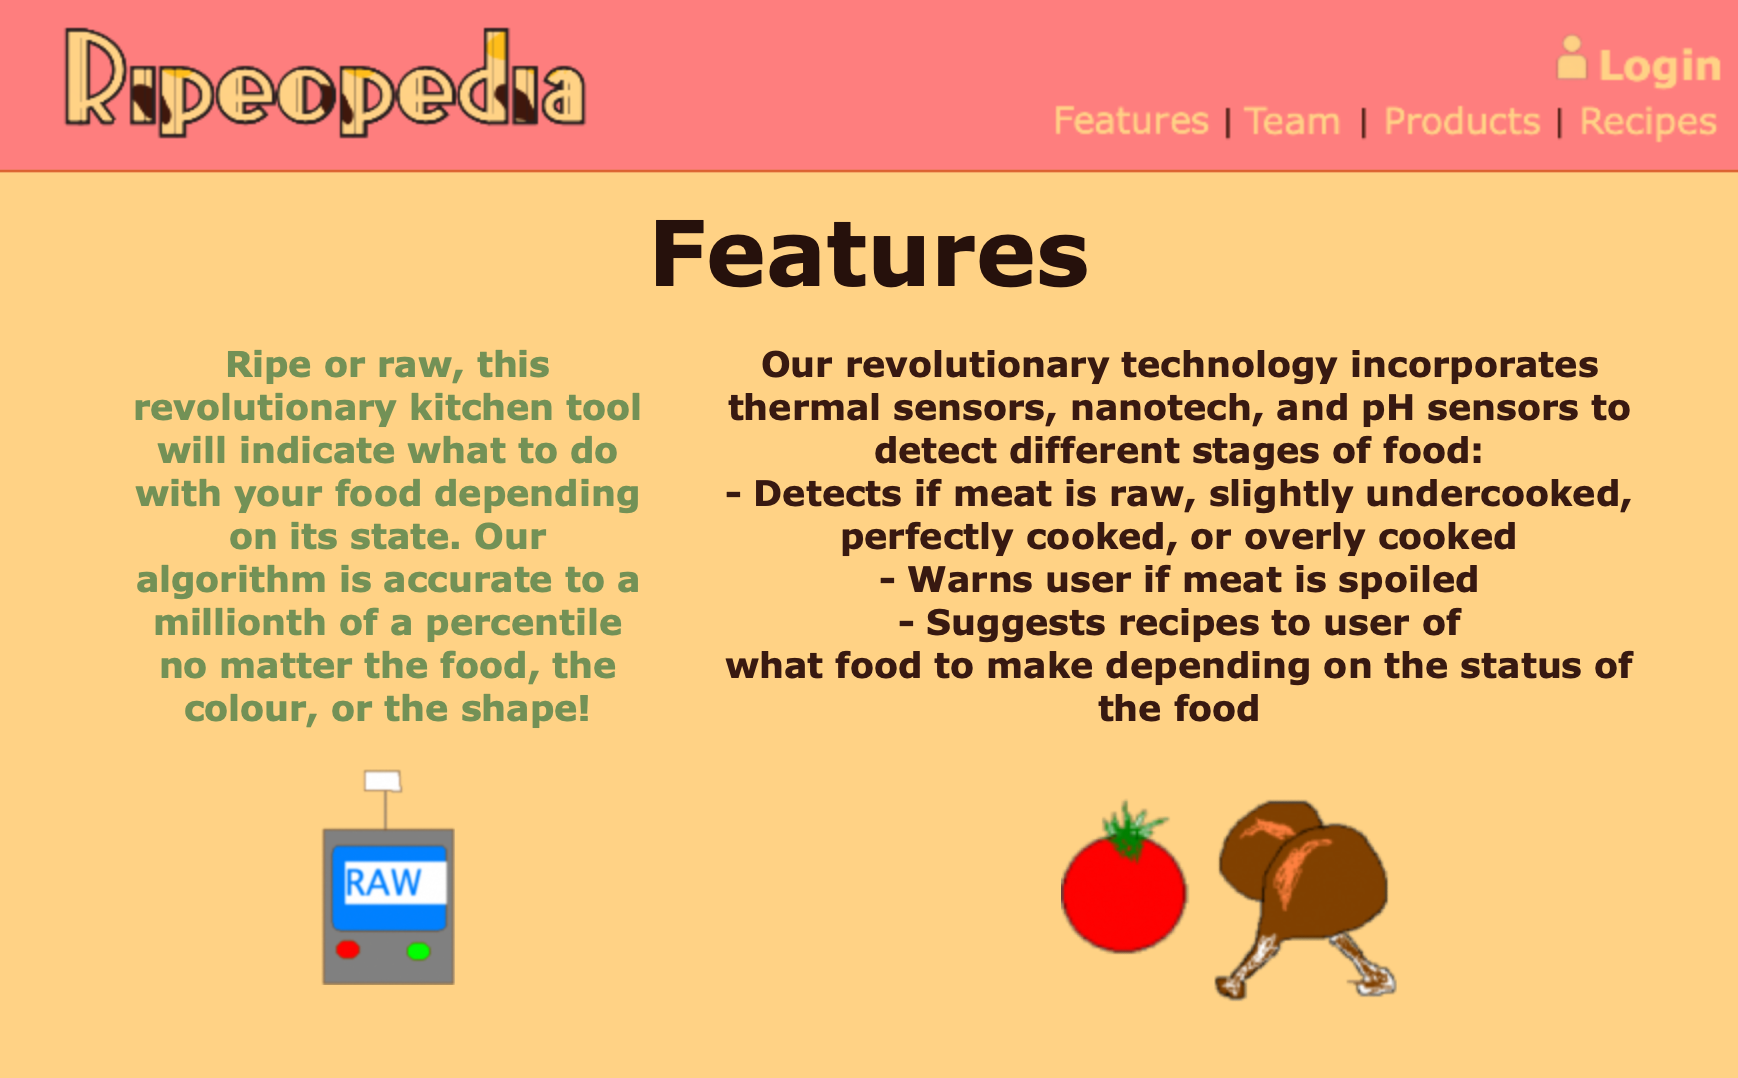 Ripeopedia
Login
Features | Team | Products | Recipes
Features
Ripe or raw, this
revolutionary kitchen tool
will indicate what to do
with your food depending
on its state. Our
algorithm is accurate to a
millionth of a percentile
no matter the food, the
colour, or the shape!
Our revolutionary technology incorporates
thermal sensors, nanotech, and pH sensors to
detect different stages of food:
- Detects if meat is raw, slightly undercooked,
perfectly cooked, or overly cooked
- Warns user if meat is spoiled
- Suggests recipes to user of
what food to make depending on the status of
the food
RAW